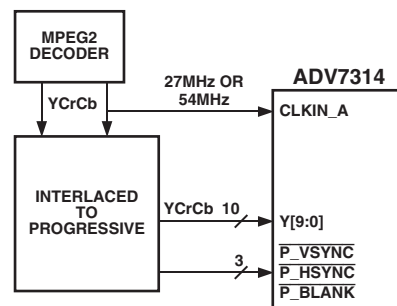 MPEG2
DECODER
YCrCb
27MHz OR
54MHz
ADV7314
CLKIN_A
INTERLACED
TO
PROGRESSIVE
YCrCb 10
Y[9:0]
3
P_VSYNC
P_HSYNC
P_BLANK